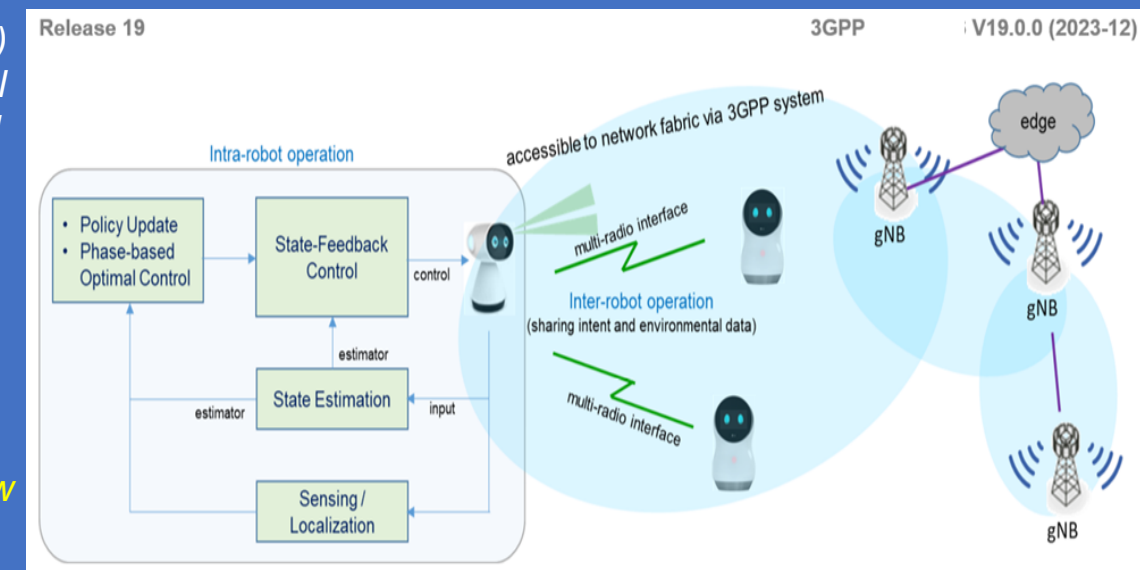 Release 19
3GPP
V19.0.0 (2023-12)
accessible to network fabric via 3GPP system
edge
Intra-robot operation
• Policy Update
• Phase-based
Optimal Control
State-Feedback
Control
control
multi-radio interface
gNB
Inter-robot operation
(sharing intent and environmental data)
gNB
estimator
State Estimation
estimator
input
multi-radio interface
Sensing /
Localization
gNB